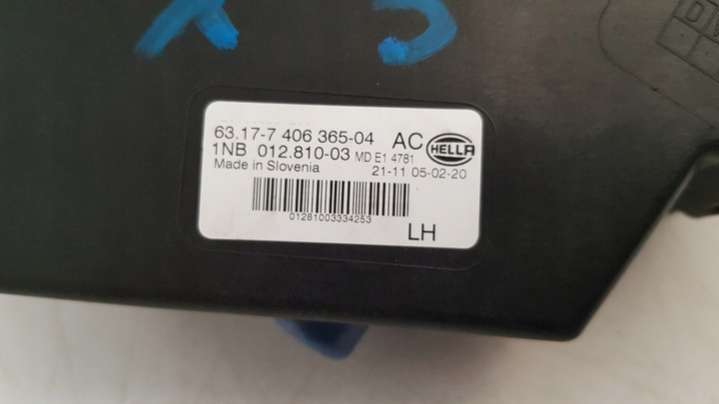 X 3
63.17-7 406 365-04 AC HELLA
1NB 012.810-03 MD E1 4781
Made in Slovenia 21-11 05-02-20
01281003334253
LH